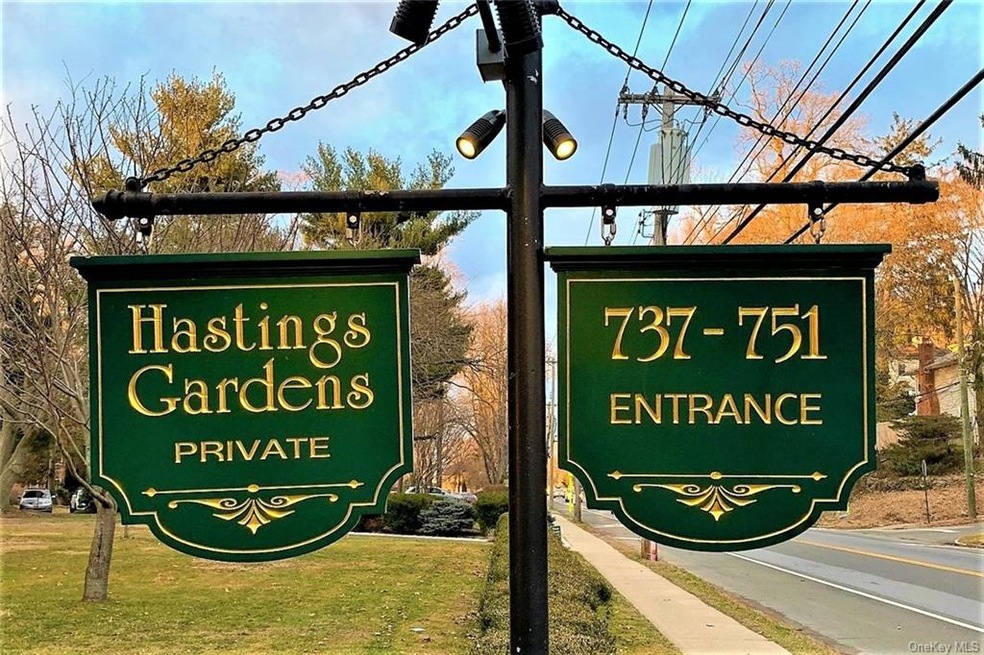 Hastings
Gardens
PRIVATE
737-751
ENTRANCE
OneKey MLS